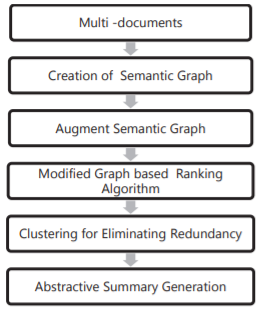 Multi -documents
Creation of Semantic Graph
Augment Semantic Graph
Modified Graph based Ranking
Algorithm
Clustering for Eliminating Redundancy
Abstractive Summary Generation